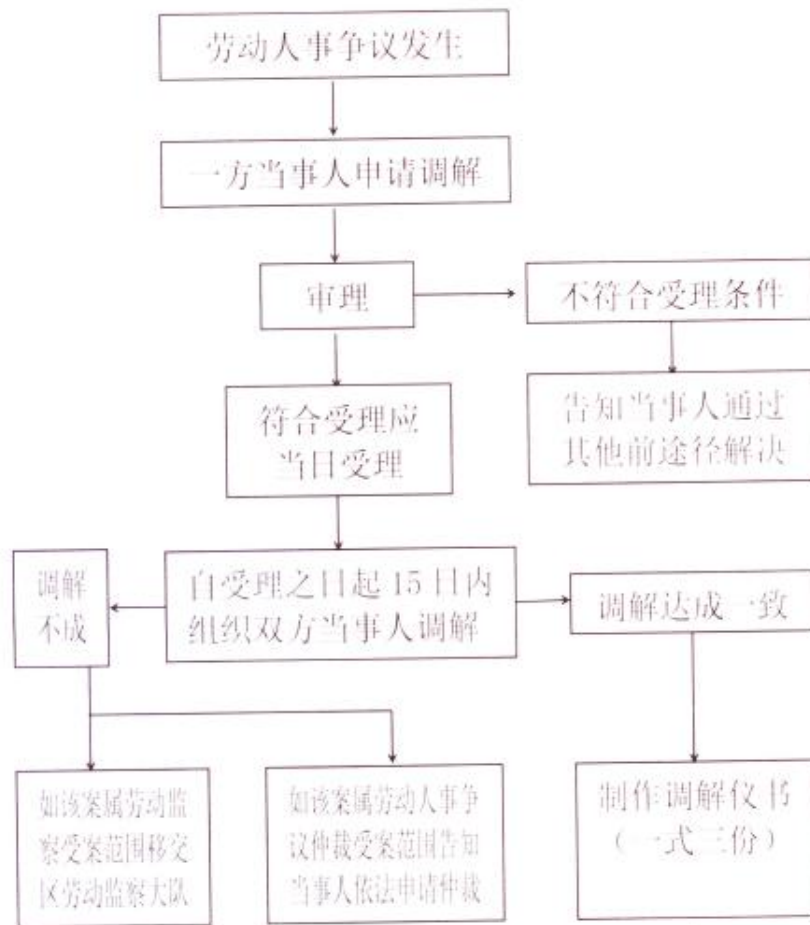 劳动人事争议发生
一方当事人申请调解
审理
不符合受理条件
符合受理应
当日受理
告知当事人通过
其他前途径解决
调解
不成
自受理之日起 15 日内
组织双方当事人调解
调解达成一致
如该案属劳动监
察受案范围移交
区劳动监察大队
如该案属劳动人事争
议仲裁受案范围告知
当事人依法申请仲裁
制作调解仪书
(一式三份)